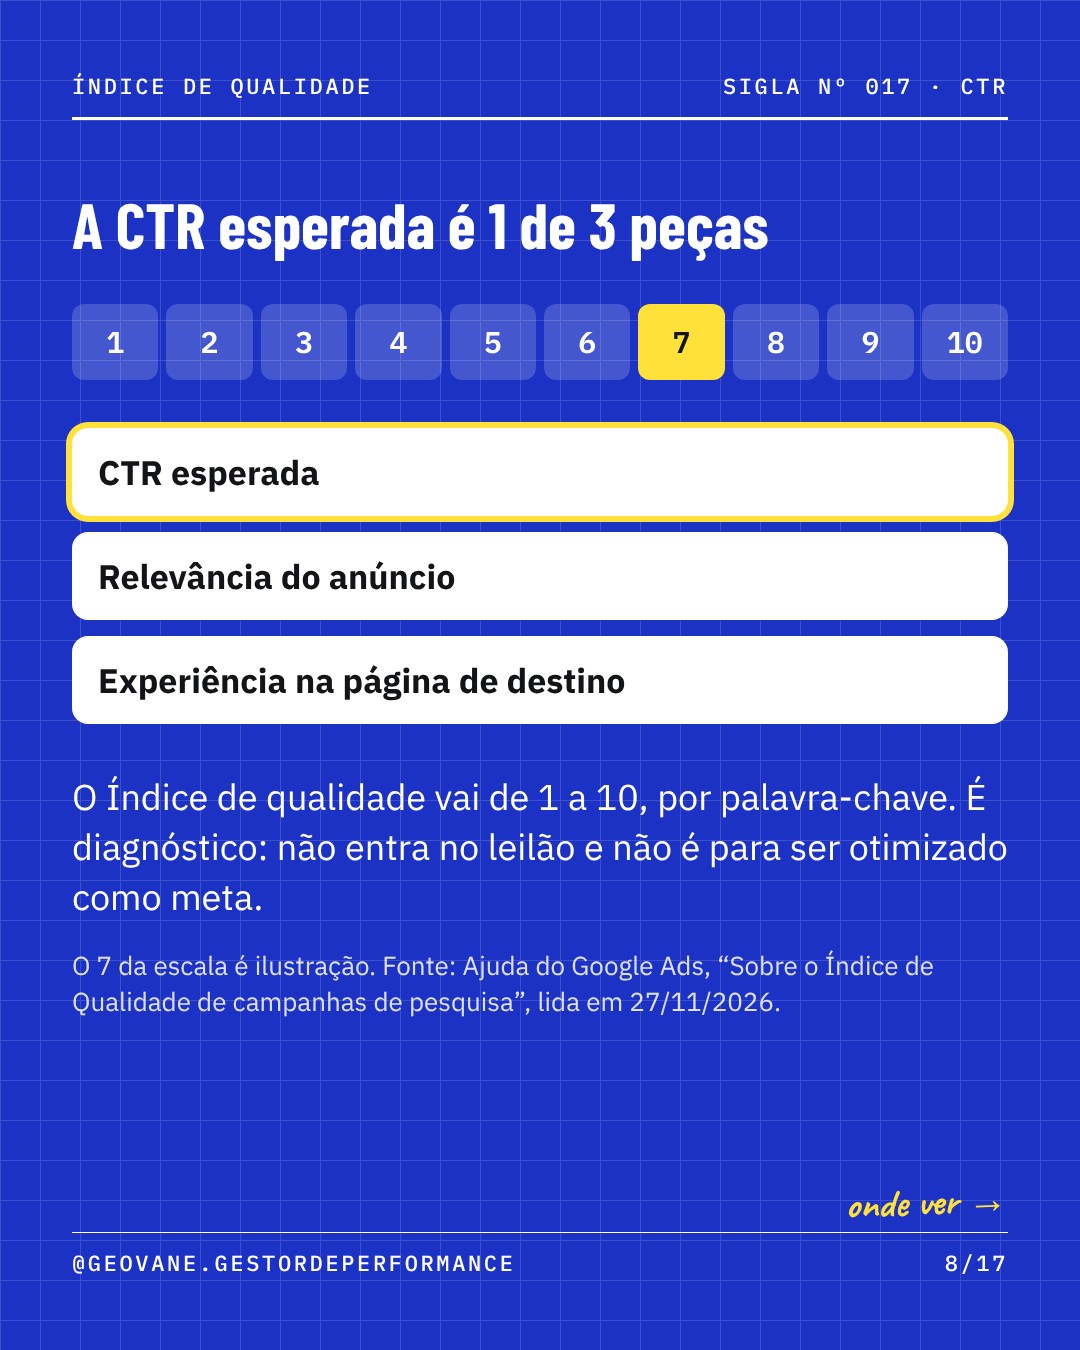 ÍNDICE DE QUALIDADE
SIGLA Nº 017 · CTR
A CTR esperada é 1 de 3 peças
1 2 3 4 5 6 7 8 9 10
CTR esperada
Relevância do anúncio
Experiência na página de destino
O Índice de qualidade vai de 1 a 10, por palavra-chave. É
diagnóstico: não entra no leilão e não é para ser otimizado
como meta.
O 7 da escala é ilustração. Fonte: Ajuda do Google Ads, “Sobre o Índice de
Qualidade de campanhas de pesquisa”, lida em 27/11/2026.
onde ver →
@GEOVANE.GESTORDEPERFORMANCE
8/17